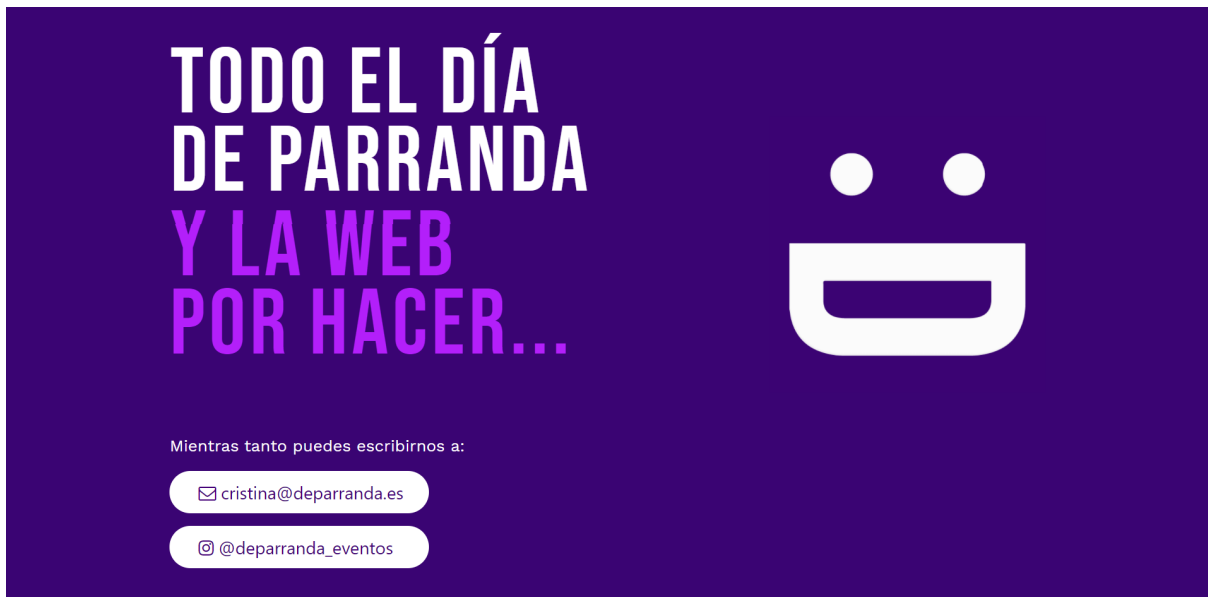 TODO EL DÍA
DE PARRANDA
Y LA WEB
POR HACER...
Mientras tanto puedes escribirnos a:
cristina@deparranda.es
@deparranda_eventos